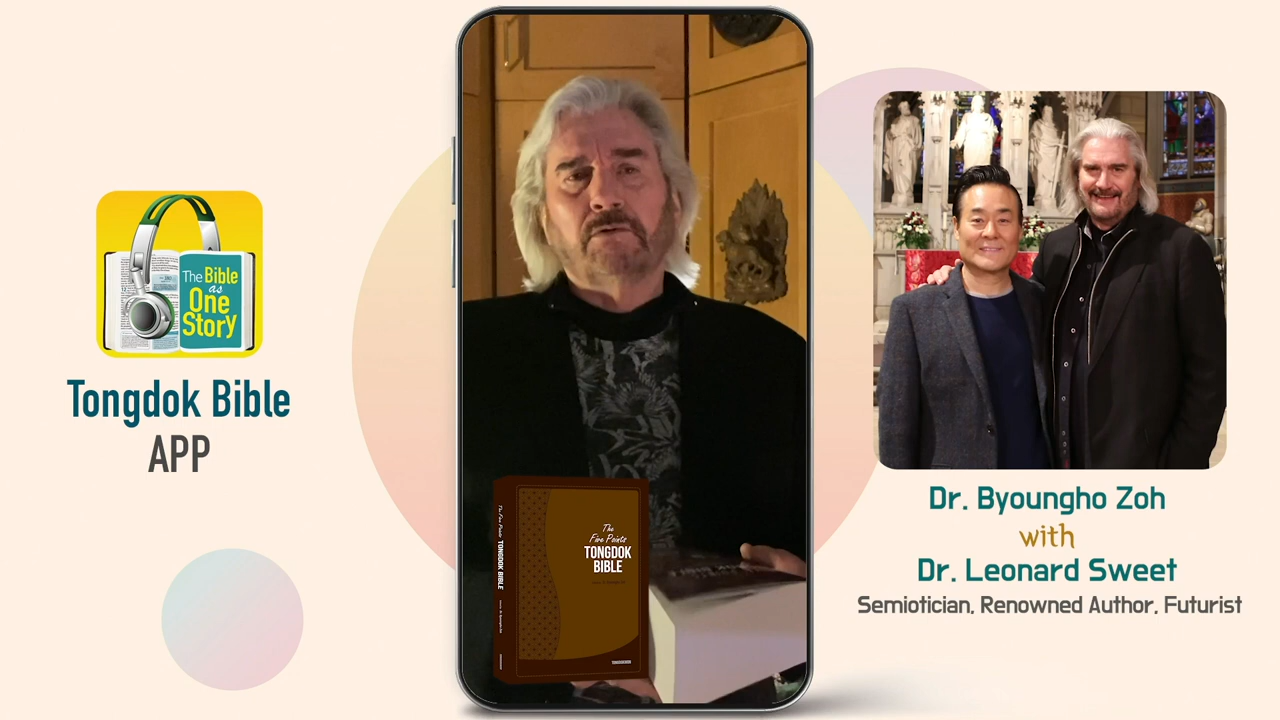 The Bible
as
One
Story
Tongdok Bible
APP
The Five Points TONGDOK BIBLE
The
Five Points
TONGDOK
BIBLE
Dr. Byoungho Zoh
with
Dr. Leonard Sweet
Semiotician, Renowned Author, Futurist